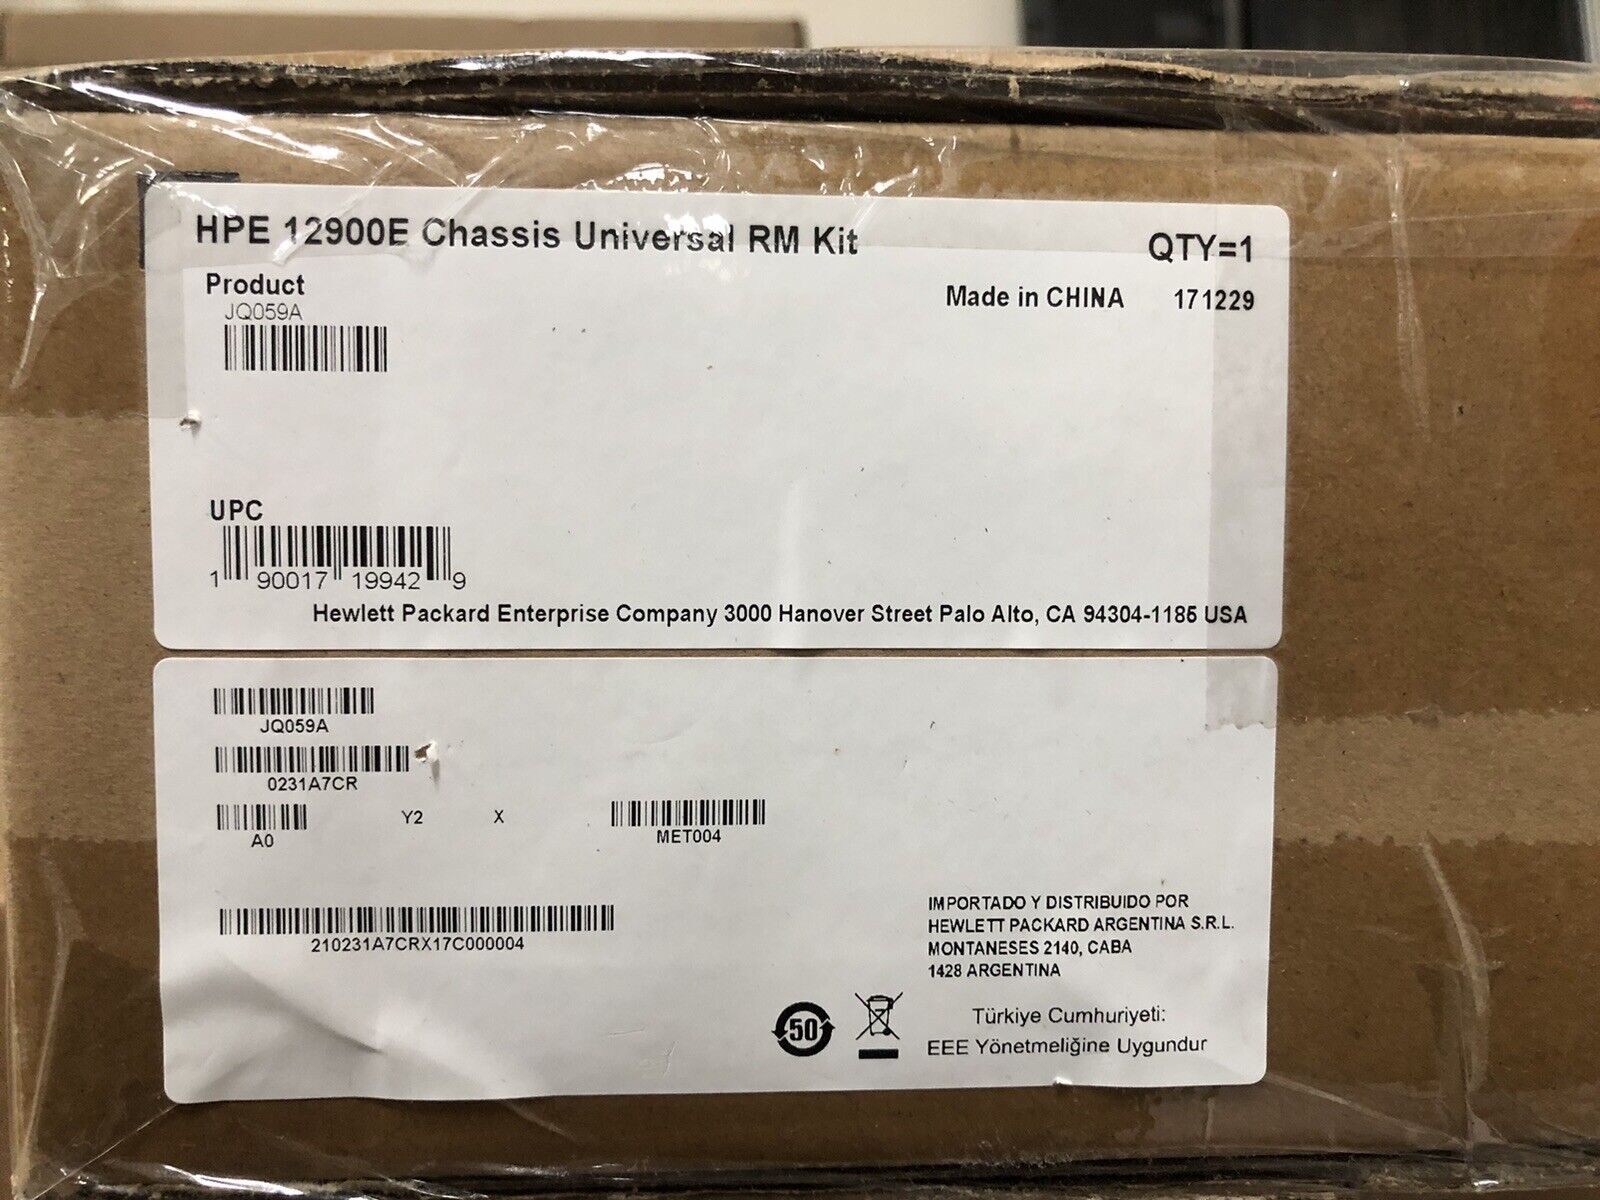 HPE 12900E Chassis Universal RM Kit QTY=1
Product
JQ059A
Made in CHINA 171229
UPC
1 90017 19942 9
Hewlett Packard Enterprise Company 3000 Hanover Street Palo Alto, CA 94304-1185 USA
JQ059A
0231A7CR
A0 Y2 X MET004
210231A7CRX17C000004
IMPORTADO Y DISTRIBUIDO POR
HEWLETT PACKARD ARGENTINA S.R.L.
MONTANESES 2140, CABA
1428 ARGENTINA
50
Türkiye Cumhuriyeti:
EEE Yönetmeliğine Uygundur